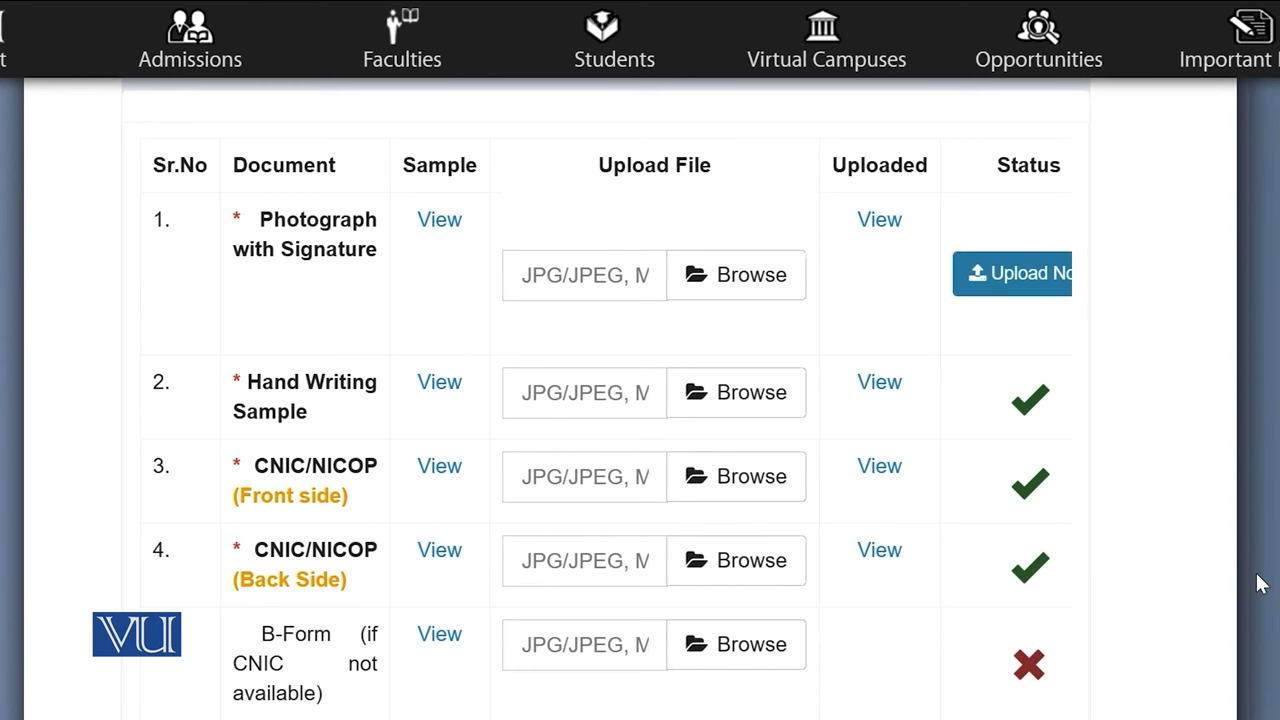 t Admissions Faculties Students Virtual Campuses Opportunities Important
Sr.No Document Sample Upload File Uploaded Status
1. * Photograph View View
with Signature
JPG/JPEG, M Browse Upload No
2. * Hand Writing View JPG/JPEG, M Browse View
Sample
3. * CNIC/NICOP View JPG/JPEG, M Browse View
(Front side)
4. * CNIC/NICOP View JPG/JPEG, M Browse View
(Back Side)
VU B-Form (if View JPG/JPEG, M Browse
CNIC not
available)